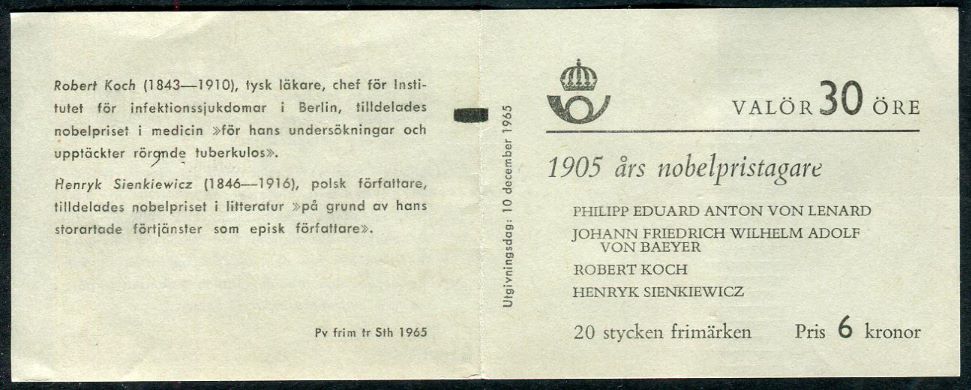 Robert Koch (1843—1910), tysk läkare, chef för Insti-
tutet för infektionssjukdomar i Berlin, tilldelades
nobelpriset i medicin »för hans undersökningar och
upptäckter rörgnde tuberkulos».
Henryk Sienkiewicz (1846—1916), polsk författare,
tilldelades nobelpriset i litteratur »på grund av hans
storartade förtjänster som episk författare».
Pv frim tr Sth 1965
Utgivningsdag: 10 december 1965
VALÖR 30 ÖRE
1905 års nobelpristagare
PHILIPP EDUARD ANTON VON LENARD
JOHANN FRIEDRICH WILHELM ADOLF
VON BAEYER
ROBERT KOCH
HENRYK SIENKIEWICZ
20 stycken frimärken Pris 6 kronor